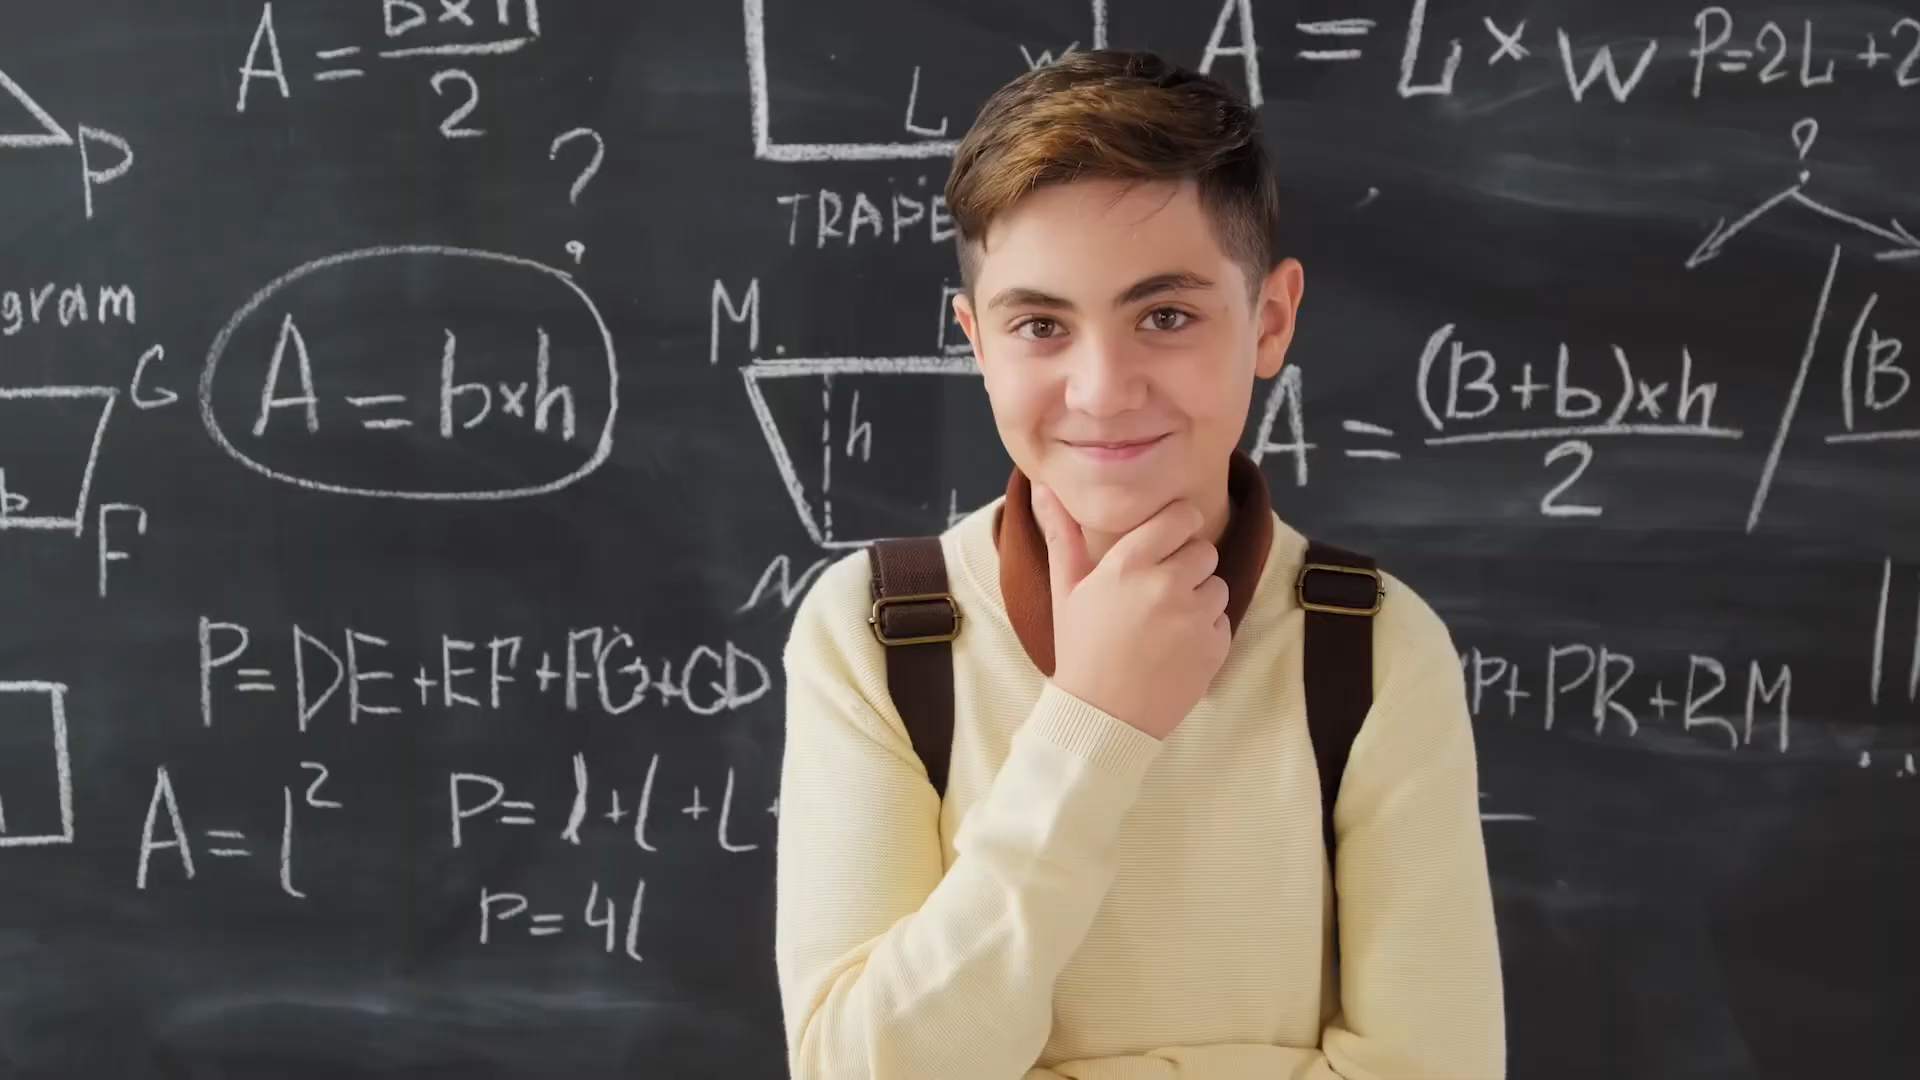 A = b×h / 2
L
W
A = L×W
P=2L+2
P
?
?
TRAPE
gram
G
A = b×h
M
h
A = (B+b)×h / 2
(B
b
F
N
P=DE+EF+FG+GD
P+PR+RM
!!
A = l²
P= l+l+L+
P=4l